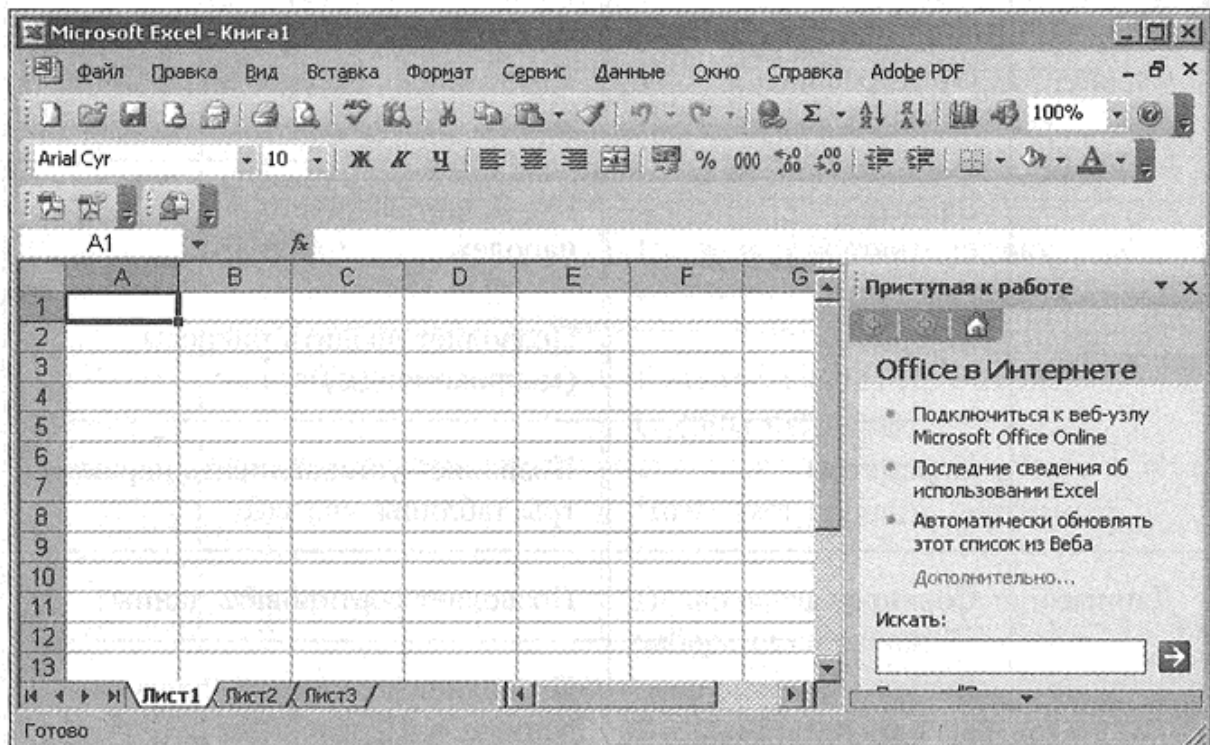 Microsoft Excel - Книга1
Файл Правка Вид Вставка Формат Сервис Данные Окно Справка Adobe PDF
100%
Arial Cyr 10 Ж К Ч % 000
A1 fx
A B C D E F G
1
2
3
4
5
6
7
8
9
10
11
12
13
Приступая к работе
Office в Интернете
Подключиться к веб-узлу
Microsoft Office Online
Последние сведения об
использовании Excel
Автоматически обновлять
этот список из Веба
Дополнительно...
Искать:
Лист1 Лист2 Лист3
Готово